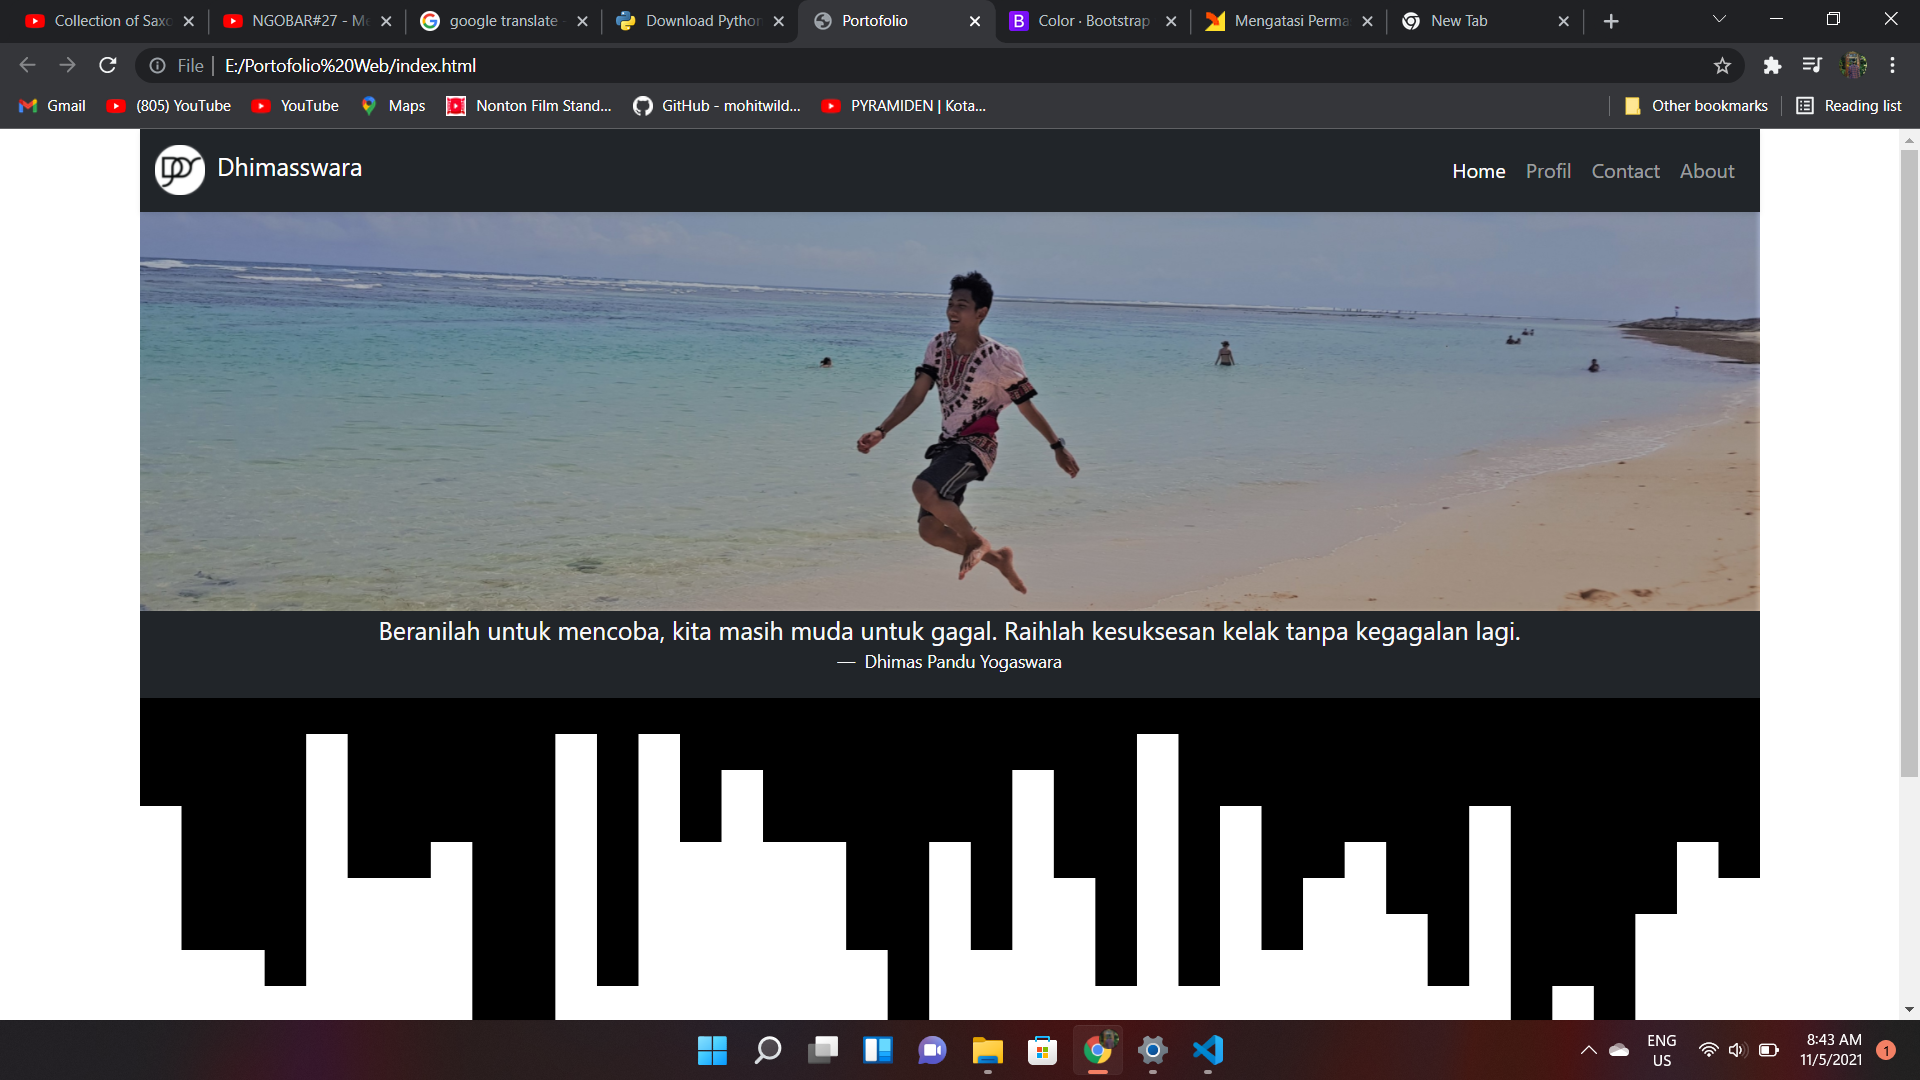 Collection of Saxo
NGOBAR#27 - Me
google translate -
Download Python
Portofolio
Color · Bootstrap
Mengatasi Perma
New Tab
File
E:/Portofolio%20Web/index.html
Gmail
(805) YouTube
YouTube
Maps
Nonton Film Stand...
GitHub - mohitwild...
PYRAMIDEN | Kota...
Other bookmarks
Reading list
Dhimasswara
Home Profil Contact About
Beranilah untuk mencoba, kita masih muda untuk gagal. Raihlah kesuksesan kelak tanpa kegagalan lagi.
— Dhimas Pandu Yogaswara
ENG
US
8:43 AM
11/5/2021
1